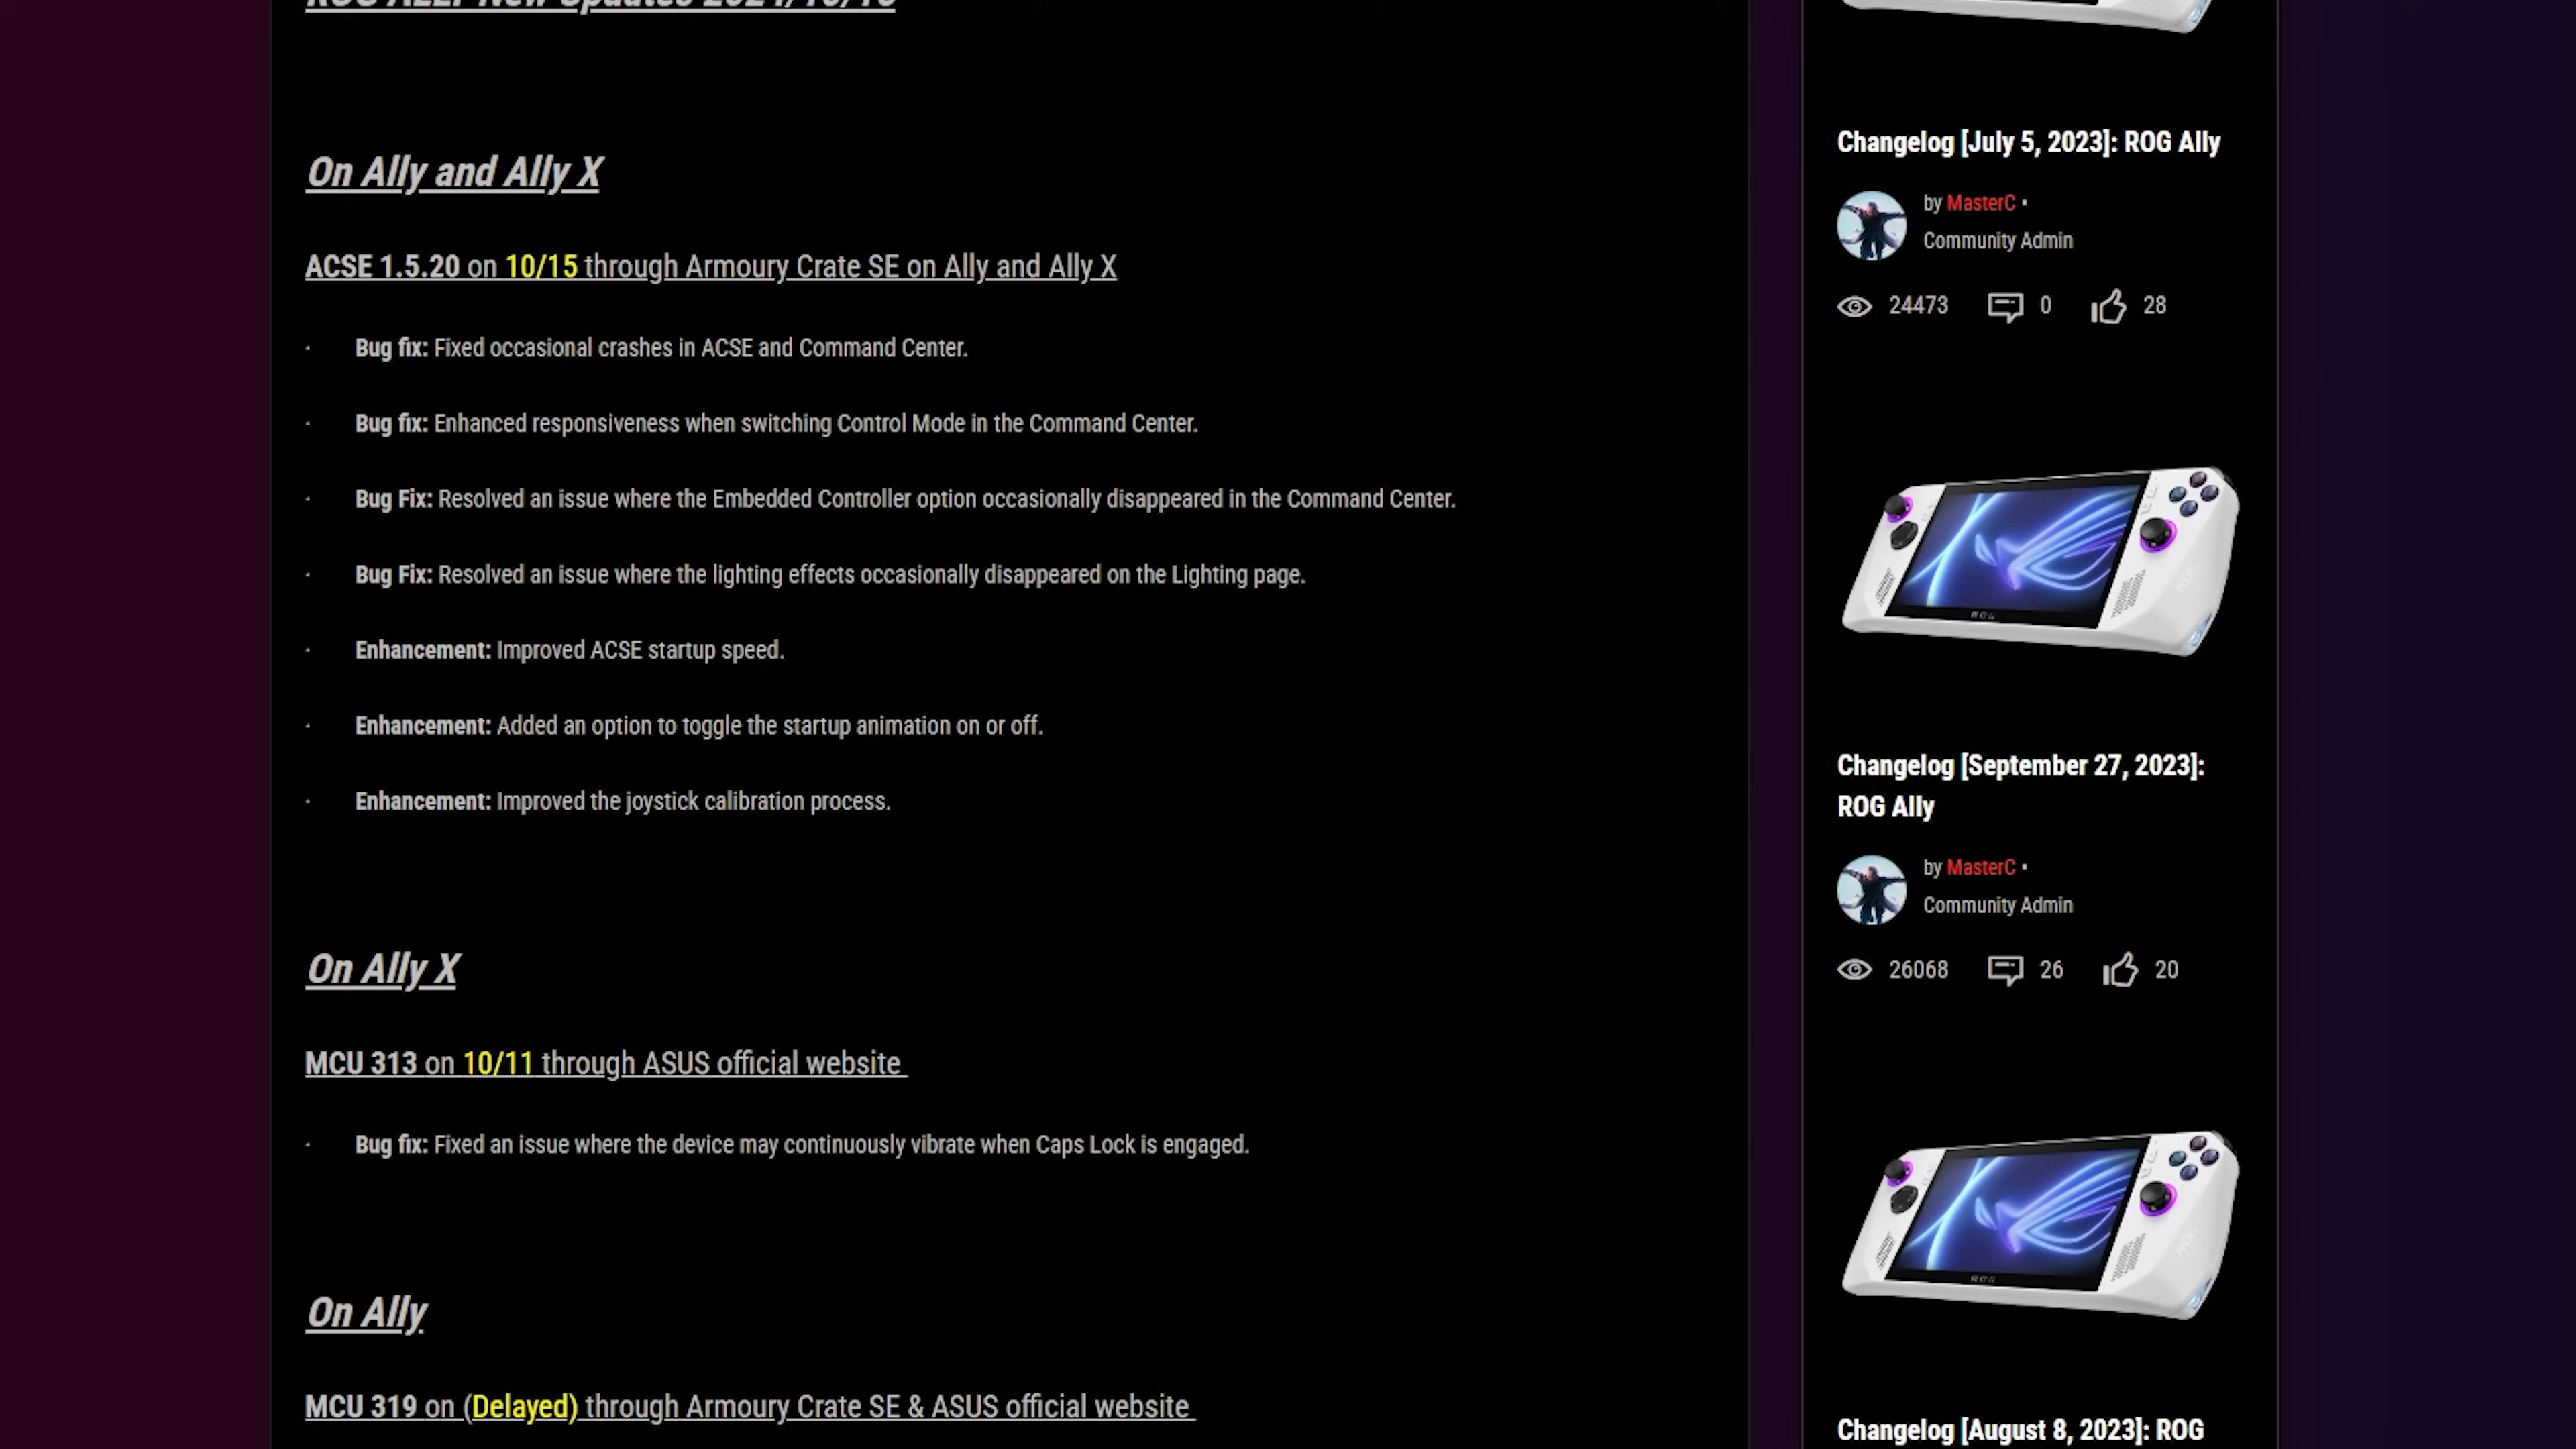 On Ally and Ally X
ACSE 1.5.20 on 10/15 through Armoury Crate SE on Ally and Ally X
· Bug fix: Fixed occasional crashes in ACSE and Command Center.
· Bug fix: Enhanced responsiveness when switching Control Mode in the Command Center.
· Bug Fix: Resolved an issue where the Embedded Controller option occasionally disappeared in the Command Center.
· Bug Fix: Resolved an issue where the lighting effects occasionally disappeared on the Lighting page.
· Enhancement: Improved ACSE startup speed.
· Enhancement: Added an option to toggle the startup animation on or off.
· Enhancement: Improved the joystick calibration process.
On Ally X
MCU 313 on 10/11 through ASUS official website
· Bug fix: Fixed an issue where the device may continuously vibrate when Caps Lock is engaged.
On Ally
MCU 319 on (Delayed) through Armoury Crate SE & ASUS official website
Changelog [July 5, 2023]: ROG Ally
by MasterC •
Community Admin
24473 0 28
Changelog [September 27, 2023]:
ROG Ally
by MasterC •
Community Admin
26068 26 20
Changelog [August 8, 2023]: ROG